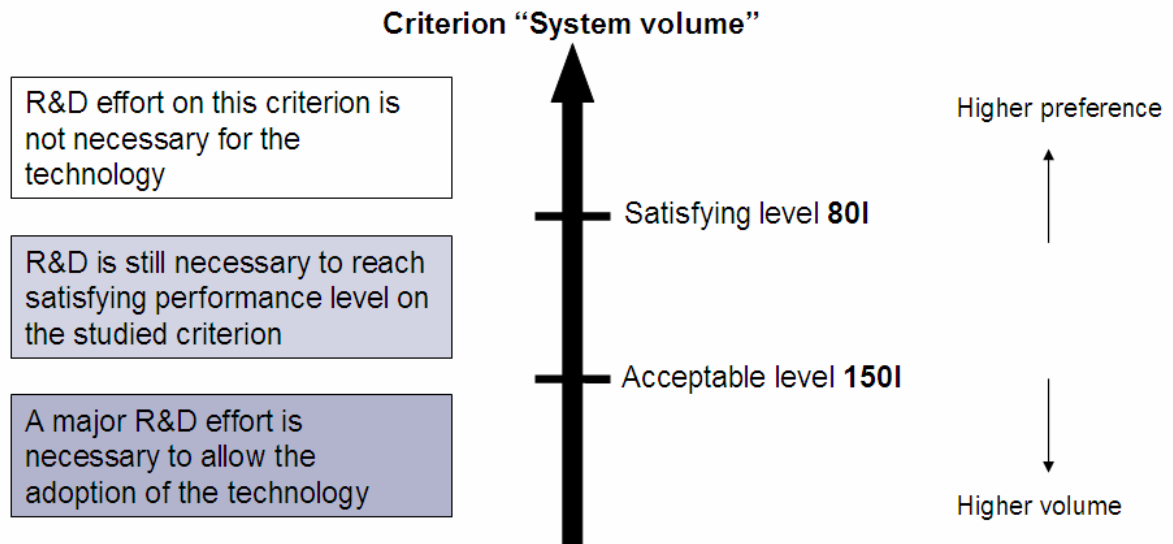 Criterion “System volume”
R&D effort on this criterion is
not necessary for the
technology
Higher preference
Satisfying level 80l
R&D is still necessary to reach
satisfying performance level on
the studied criterion
Acceptable level 150l
A major R&D effort is
necessary to allow the
adoption of the technology
Higher volume